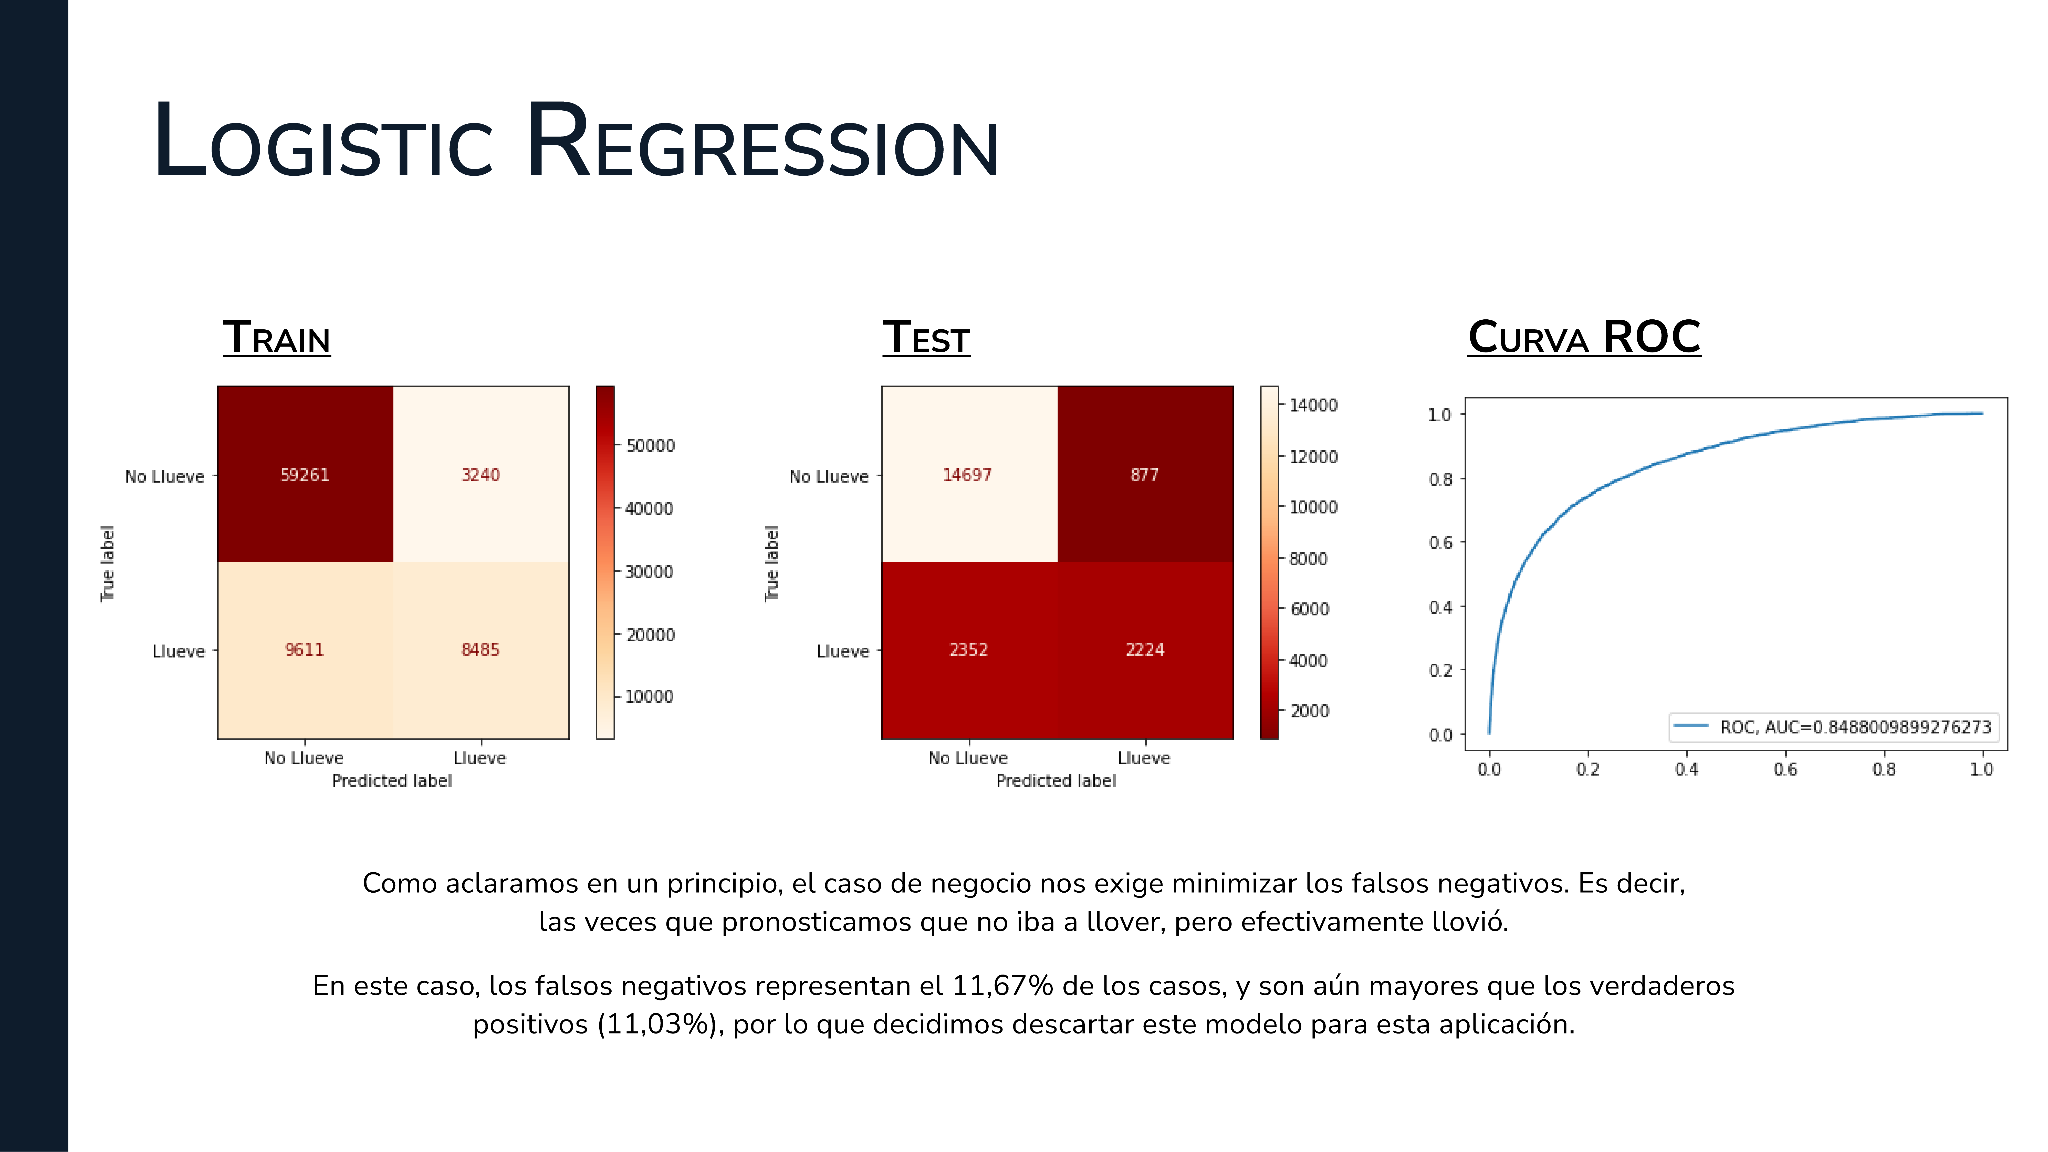 Logistic Regression
Train
No Llueve
59261
3240
Llueve
9611
8485
True label
No Llueve
Llueve
Predicted label
50000
40000
30000
20000
10000
Test
No Llueve
14697
877
Llueve
2352
2224
True label
No Llueve
Llueve
Predicted label
14000
12000
10000
8000
6000
4000
2000
Curva ROC
1.0
0.8
0.6
0.4
0.2
0.0
ROC, AUC=0.8488009899276273
0.0
0.2
0.4
0.6
0.8
1.0
Como aclaramos en un principio, el caso de negocio nos exige minimizar los falsos negativos. Es decir,
las veces que pronosticamos que no iba a llover, pero efectivamente llovió.
En este caso, los falsos negativos representan el 11,67% de los casos, y son aún mayores que los verdaderos
positivos (11,03%), por lo que decidimos descartar este modelo para esta aplicación.